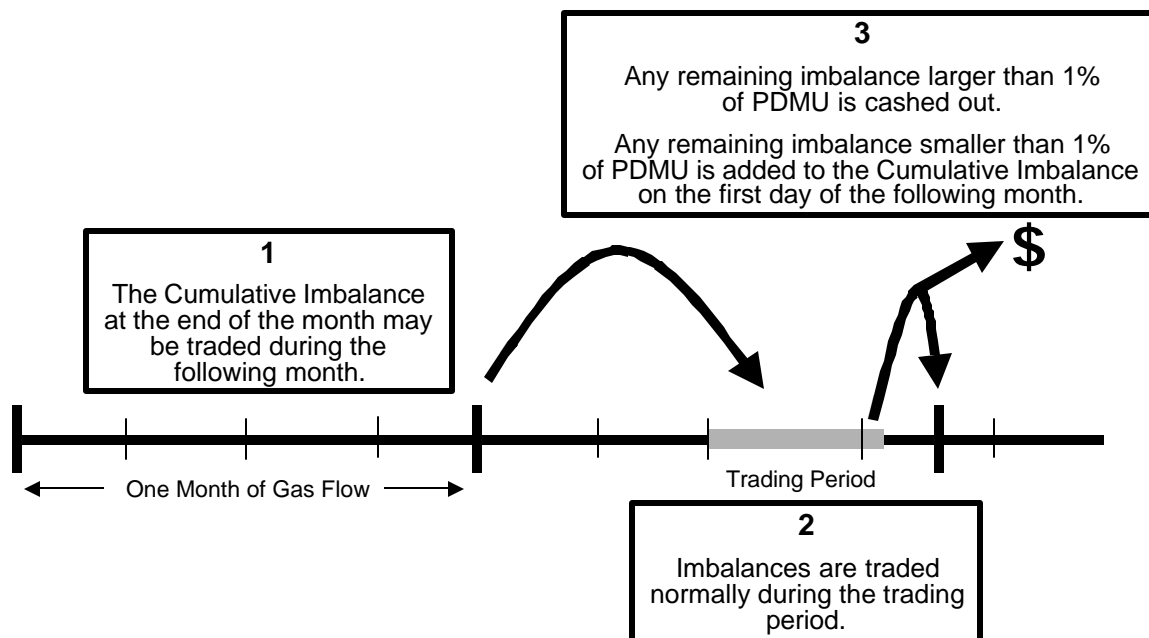 1
The Cumulative Imbalance
at the end of the month may
be traded during the
following month.
3
Any remaining imbalance larger than 1%
of PDMU is cashed out.
Any remaining imbalance smaller than 1%
of PDMU is added to the Cumulative Imbalance
on the first day of the following month.
$
One Month of Gas Flow
Trading Period
2
Imbalances are traded
normally during the trading
period.